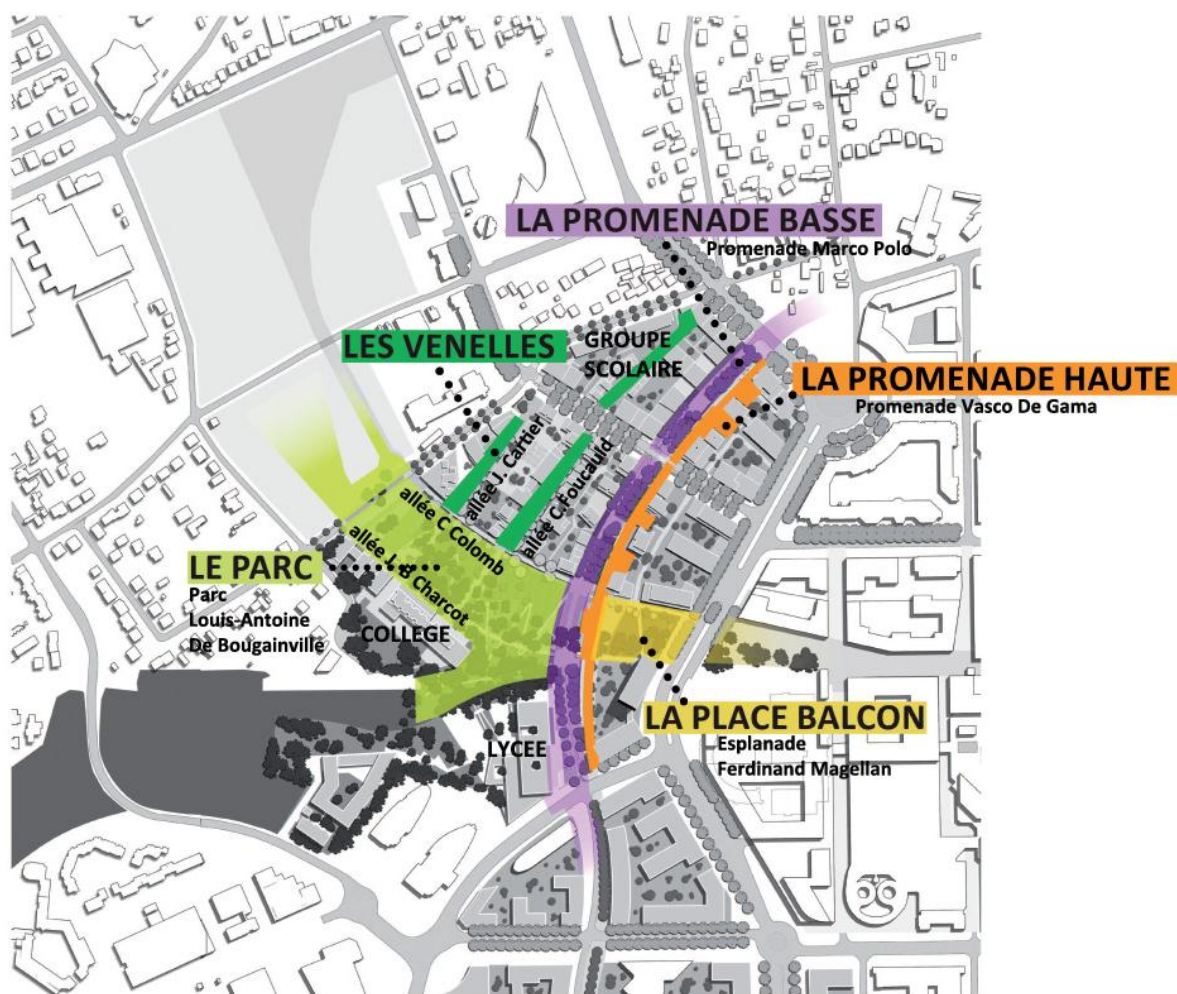 LA PROMENADE BASSE
Promenade Marco Polo
LES VENELLES
GROUPE
SCOLAIRE
LA PROMENADE HAUTE
Promenade Vasco De Gama
allée J. Cartier
allée C.Foucauld
allée C Colomb
allée J-B Charcot
LE PARC
Parc
Louis-Antoine
De Bougainville
COLLEGE
LA PLACE BALCON
Esplanade
Ferdinand Magellan
LYCEE